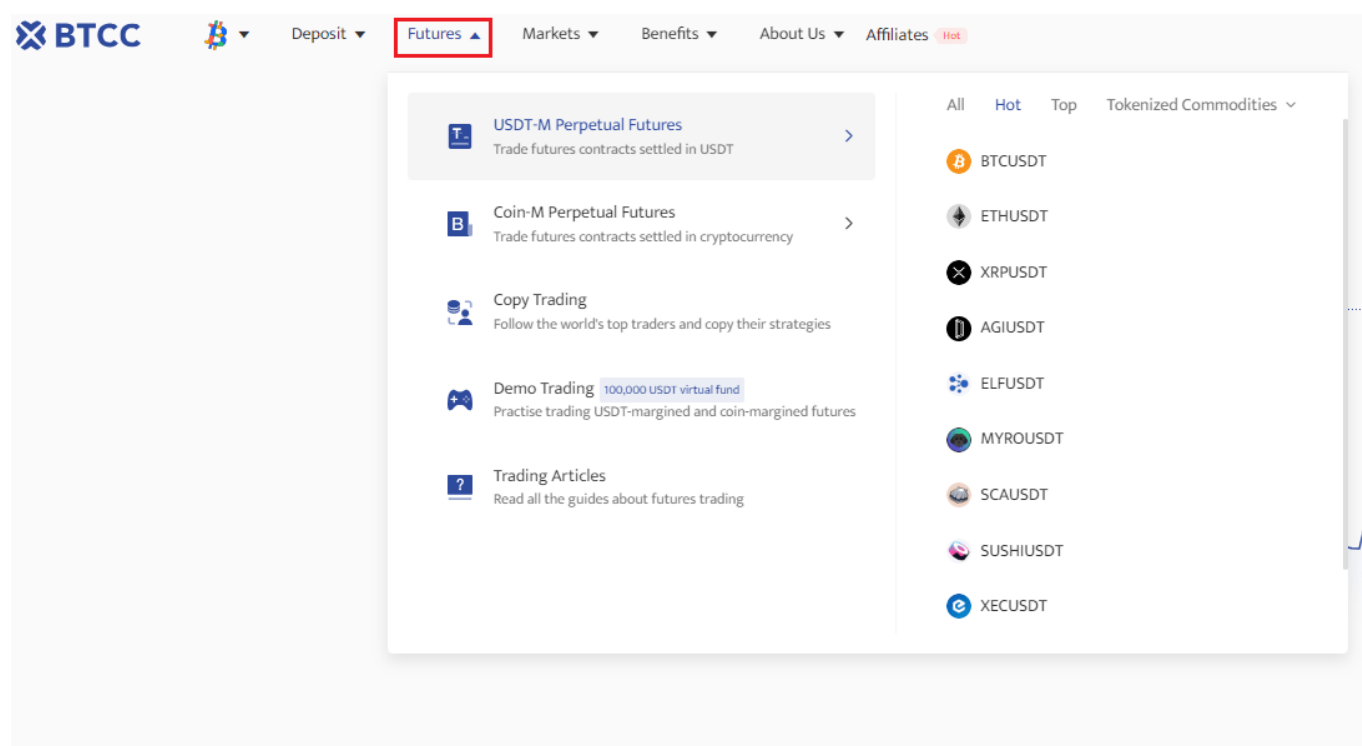 BTCC
Deposit
Futures
Markets
Benefits
About Us
Affiliates
Hot
USDT-M Perpetual Futures
Trade futures contracts settled in USDT
Coin-M Perpetual Futures
Trade futures contracts settled in cryptocurrency
Copy Trading
Follow the world's top traders and copy their strategies
Demo Trading 100,000 USDT virtual fund
Practise trading USDT-margined and coin-margined futures
Trading Articles
Read all the guides about futures trading
All Hot Top Tokenized Commodities
BTCUSDT
ETHUSDT
XRPUSDT
AGIUSDT
ELFUSDT
MYROUSDT
SCAUSDT
SUSHIUSDT
XECUSDT